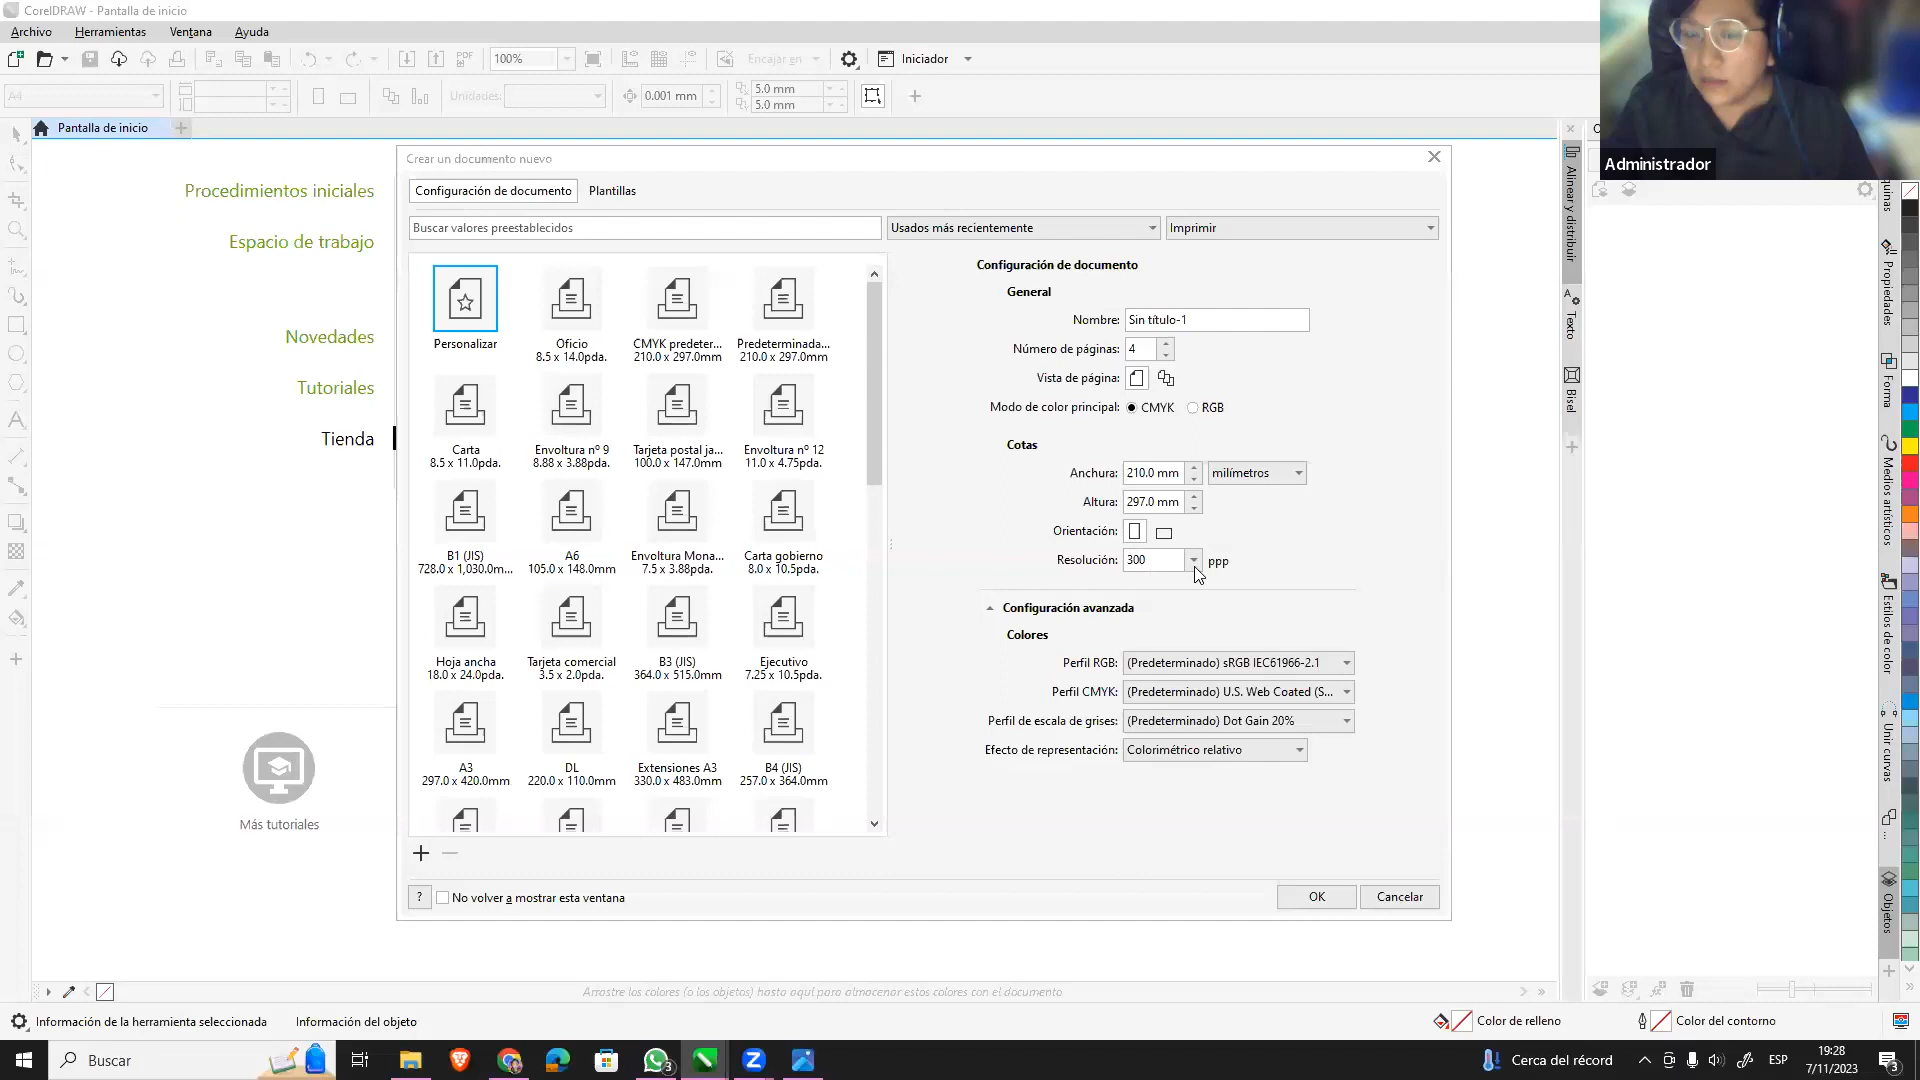 CorelDRAW - Pantalla de inicio
Archivo
Herramientas
Ventana
Ayuda
100%
PDF
Encajar en
Iniciador
A4
Unidades:
0.001 mm
5.0 mm
5.0 mm
Pantalla de inicio
Administrador
Procedimientos iniciales
Espacio de trabajo
Novedades
Tutoriales
Tienda
Más tutoriales
Crear un documento nuevo
Configuración de documento
Plantillas
Buscar valores preestablecidos
Usados más recientemente
Imprimir
Personalizar
Oficio
8.5 x 14.0pda.
CMYK predeter...
210.0 x 297.0mm
Predeterminada...
210.0 x 297.0mm
Carta
8.5 x 11.0pda.
Envoltura nº 9
8.88 x 3.88pda.
Tarjeta postal ja...
100.0 x 147.0mm
Envoltura nº 12
11.0 x 4.75pda.
B1 (JIS)
728.0 x 1,030.0m...
A6
105.0 x 148.0mm
Envoltura Mona...
7.5 x 3.88pda.
Carta gobierno
8.0 x 10.5pda.
Hoja ancha
18.0 x 24.0pda.
Tarjeta comercial
3.5 x 2.0pda.
B3 (JIS)
364.0 x 515.0mm
Ejecutivo
7.25 x 10.5pda.
A3
297.0 x 420.0mm
DL
220.0 x 110.0mm
Extensiones A3
330.0 x 483.0mm
B4 (JIS)
257.0 x 364.0mm
Configuración de documento
General
Nombre: Sin título-1
Número de páginas: 4
Vista de página:
Modo de color principal: CMYK RGB
Cotas
Anchura: 210.0 mm milímetros
Altura: 297.0 mm
Orientación:
Resolución: 300 ppp
Configuración avanzada
Colores
Perfil RGB: (Predeterminado) sRGB IEC61966-2.1
Perfil CMYK: (Predeterminado) U.S. Web Coated (S...
Perfil de escala de grises: (Predeterminado) Dot Gain 20%
Efecto de representación: Colorimétrico relativo
? No volver a mostrar esta ventana
OK
Cancelar
Alinear y distribuir
Texto
Bisel
Propiedades
Forma
Medios artísticos
Estilos de color
Unir curvas
...
Objetos
Arrastre los colores (o los objetos) hasta aquí para almacenar estos colores con el documento
Información de la herramienta seleccionada
Información del objeto
Color de relleno
Color del contorno
Buscar
3
Cerca del récord
ESP
19:28
7/11/2023
3